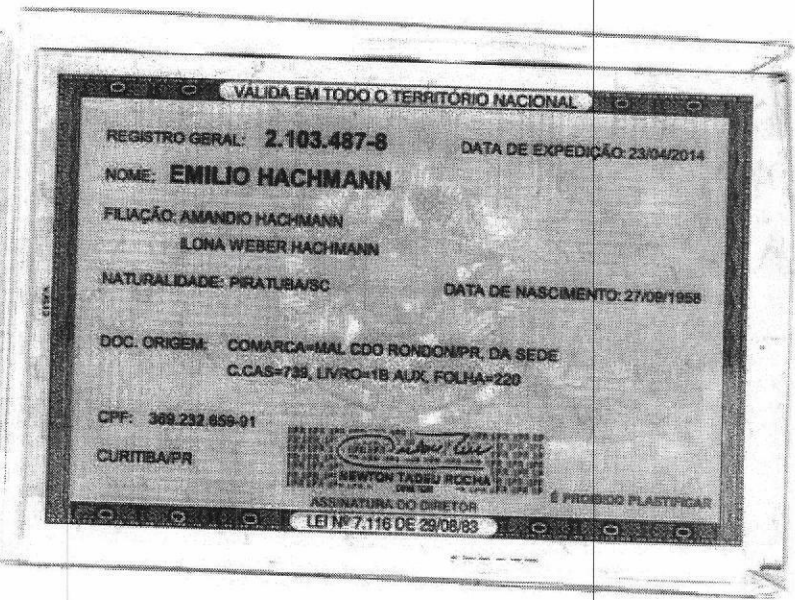 VÁLIDA EM TODO O TERRITÓRIO NACIONAL
REGISTRO GERAL: 2.103.487-8 DATA DE EXPEDIÇÃO: 23/04/2014
NOME: EMILIO HACHMANN
FILIAÇÃO: AMANDIO HACHMANN
ILONA WEBER HACHMANN
NATURALIDADE: PIRATUBA/SC DATA DE NASCIMENTO: 27/09/1958
DOC. ORIGEM: COMARCA=MAL CDO RONDON/PR, DA SEDE
C.CAS=739, LIVRO=1B AUX, FOLHA=220
CPF: 369.232.659-91
CURITIBA/PR
NEWTON TADEU ROCHA
DIRETOR
ASSINATURA DO DIRETOR
É PROIBIDO PLASTIFICAR
LEI Nº 7.116 DE 29/08/83